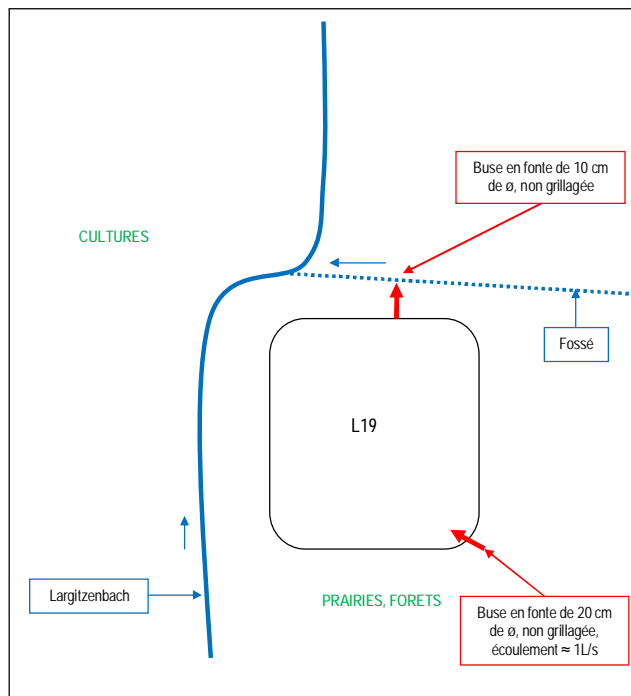 Buse en fonte de 10 cm
de ø, non grillagée
CULTURES
Fossé
L19
Largitzenbach
PRAIRIES, FORETS
Buse en fonte de 20 cm
de ø, non grillagée,
écoulement ≈ 1L/s